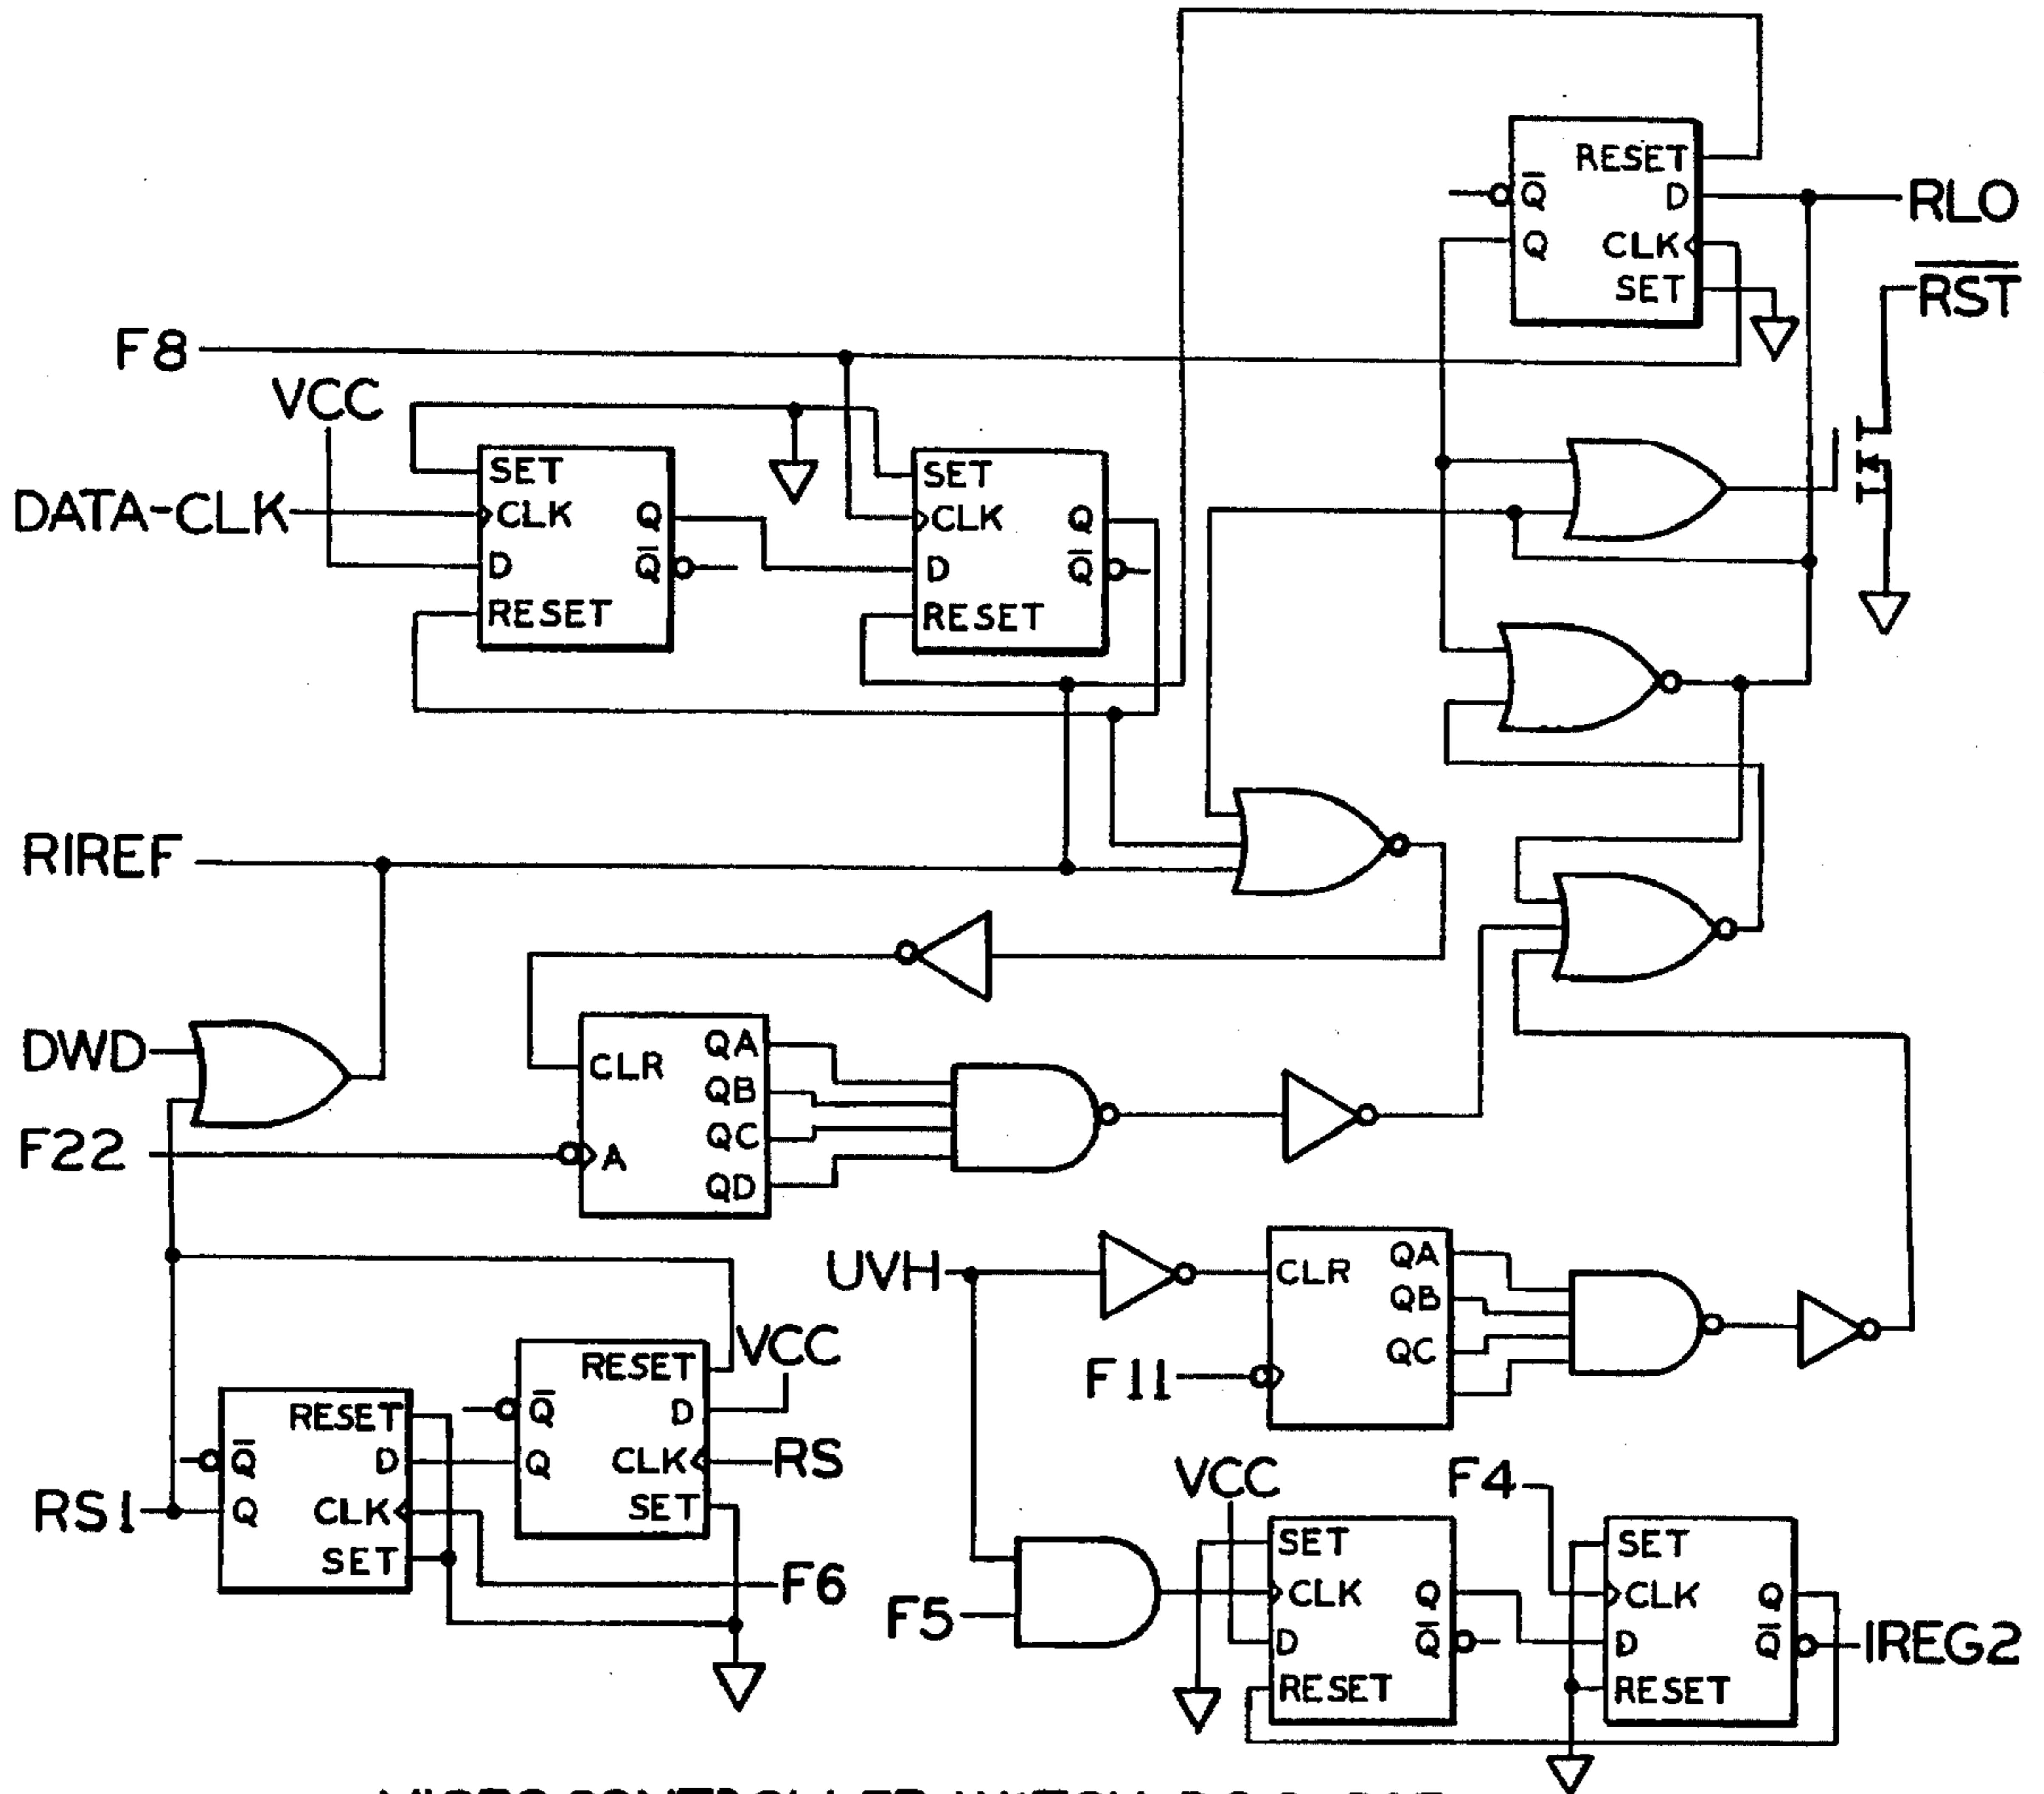 RESET
Q̅ D RLO
Q CLK
SET R̅S̅T̅
F8
VCC
SET SET
DATA-CLK CLK Q CLK Q
D Q̅ D Q̅
RESET RESET
RIREF
DWD CLR QA
QB
F22 A QC
QD
UVH CLR QA
QB
F11 QC
RESET VCC
Q̅ D
Q CLK RS
SET
RESET
Q̅ D
RS1 Q CLK
SET F6
VCC F4
SET SET
F5 CLK Q CLK Q
D Q̅ D Q̅ IREG2
RESET RESET